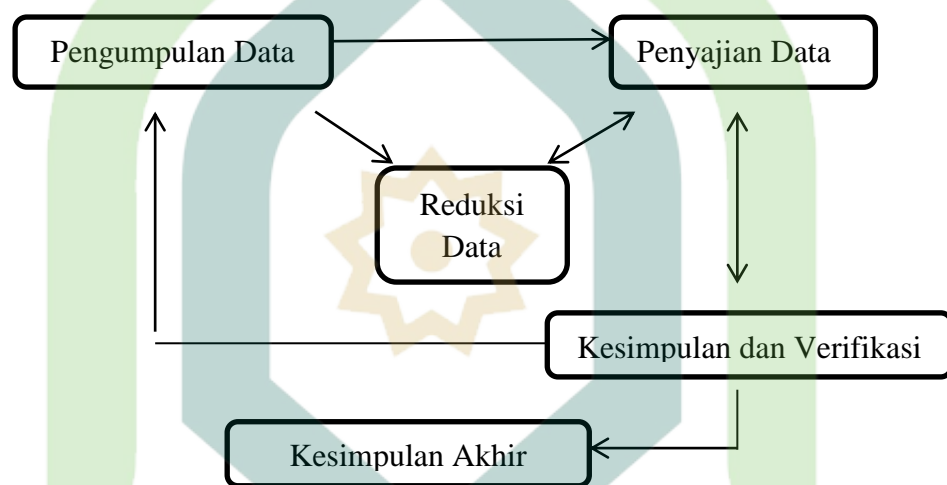 Pengumpulan Data
Penyajian Data
Reduksi
Data
Kesimpulan dan Verifikasi
Kesimpulan Akhir